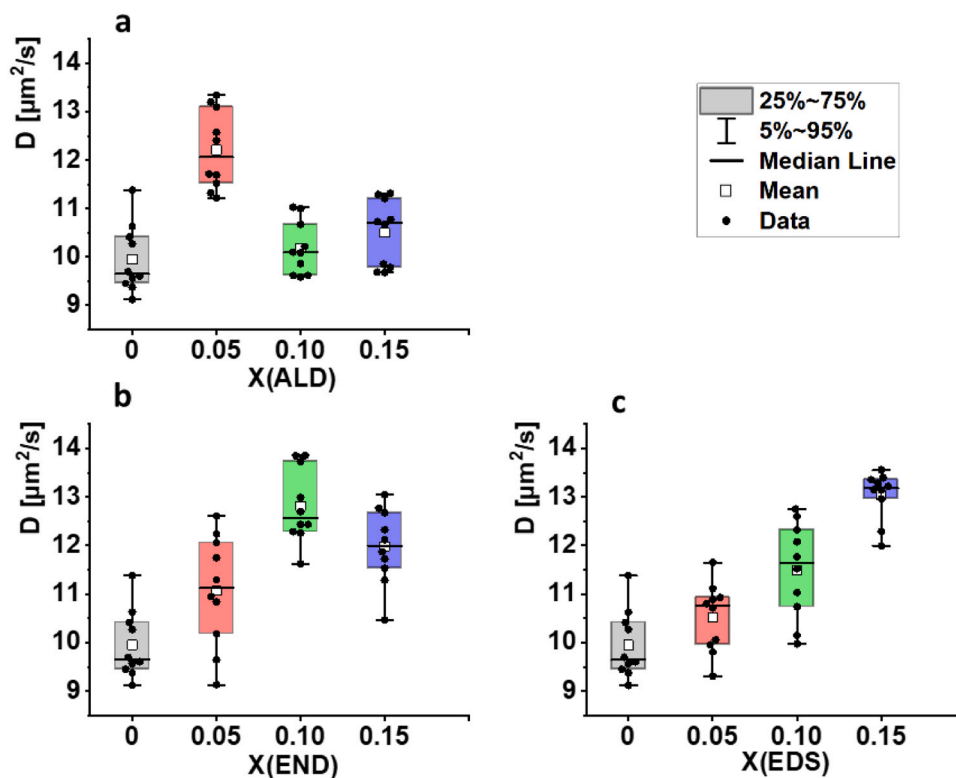 a
14
13
12
11
10
9
D [µm²/s]
0 0.05 0.10 0.15
X(ALD)
25%~75%
5%~95%
Median Line
Mean
Data
b
14
13
12
11
10
9
D [µm²/s]
0 0.05 0.10 0.15
X(END)
c
14
13
12
11
10
9
D [µm²/s]
0 0.05 0.10 0.15
X(EDS)